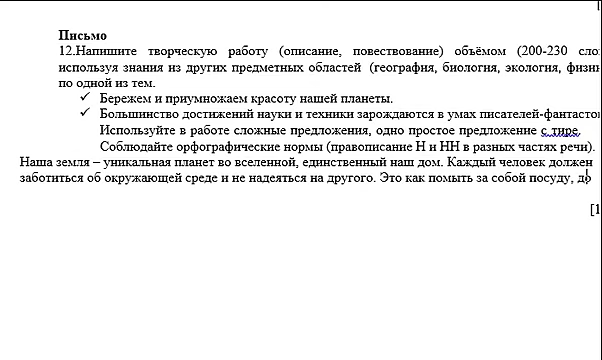 Письмо
12.Напишите творческую работу (описание, повествование) объёмом (200-230
используя знания из других предметных областей (география, биология, экология,
по одной из тем.
✓ Бережем и приумножаем красоту нашей планеты.
✓ Большинство достижений науки и техники зарождаются в умах
Используйте в работе сложные предложения, одно простое предложение с тире.
Соблюдайте орфографические нормы (правописание Н и НН в разных частях речи).
Наша земля – уникальная планет во вселенной, единственный наш дом. Каждый человек должен
заботиться об окружающей среде и не надеяться на другого. Это как помыть за собой посуду, до
[1